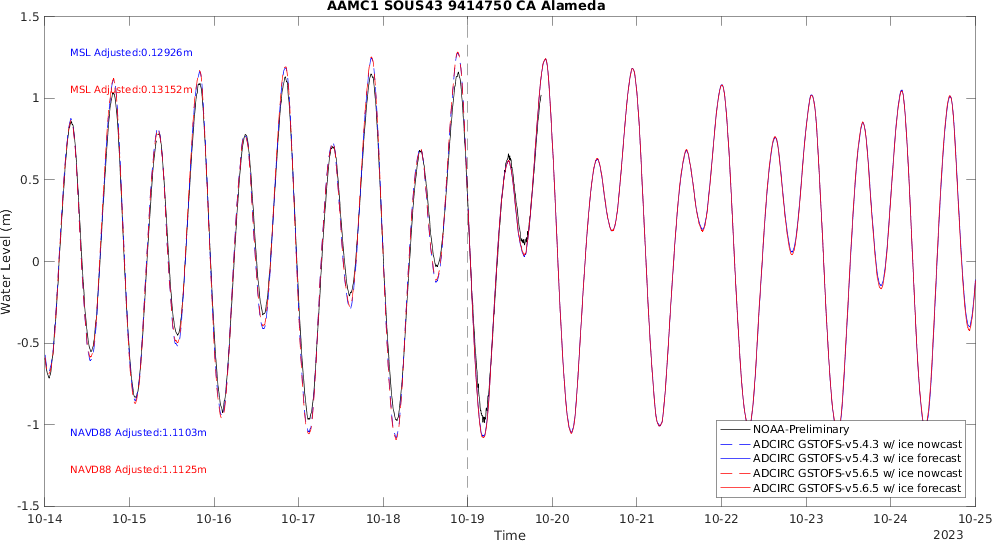 AAMC1 SOUS43 9414750 CA Alameda
1.5
1
0.5
0
-0.5
-1
-1.5
Water Level (m)
MSL Adjusted:0.12926m
MSL Adjusted:0.13152m
NAVD88 Adjusted:1.1103m
NAVD88 Adjusted:1.1125m
NOAA-Preliminary
ADCIRC GSTOFS-v5.4.3 w/ ice nowcast
ADCIRC GSTOFS-v5.4.3 w/ ice forecast
ADCIRC GSTOFS-v5.6.5 w/ ice nowcast
ADCIRC GSTOFS-v5.6.5 w/ ice forecast
10-14 10-15 10-16 10-17 10-18 10-19 10-20 10-21 10-22 10-23 10-24 10-25
Time
2023